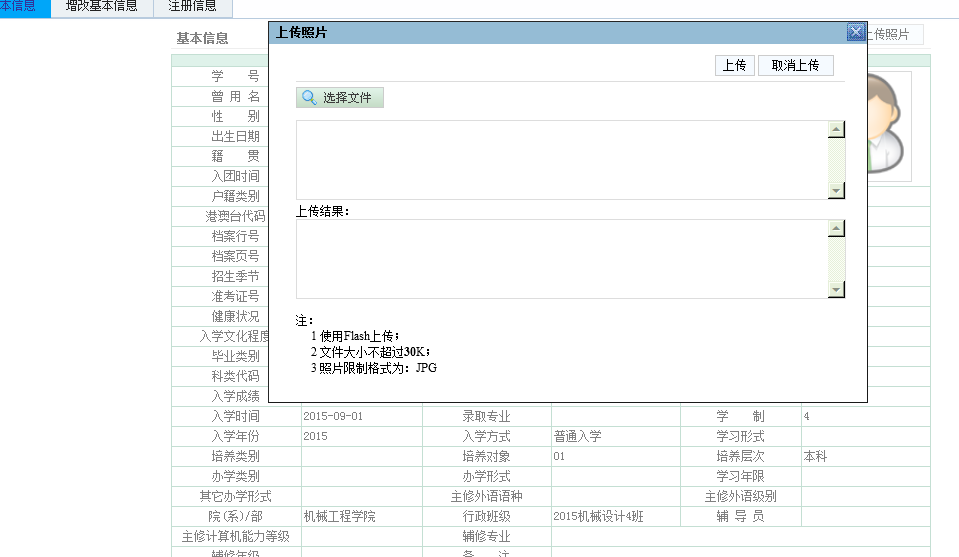 本信息 增改基本信息 注册信息
基本信息 上传照片
上传照片
上传 取消上传
选择文件
上传结果：
注：
1 使用Flash上传；
2 文件大小不超过30K；
3 照片限制格式为：JPG
学 号
曾 用 名
性 别
出生日期
籍 贯
入团时间
户籍类别
港澳台代码
档案行号
档案页号
招生季节
准考证号
健康状况
入学文化程度
毕业类别
科类代码
入学成绩
入学时间 2015-09-01 录取专业 学 制 4
入学年份 2015 入学方式 普通入学 学习形式
培养类别 培养对象 01 培养层次 本科
办学类别 办学形式 学习年限
其它办学形式 主修外语语种 主修外语级别
院(系)/部 机械工程学院 行政班级 2015机械设计4班 辅 导 员
主修计算机能力等级 辅修专业
辅修年级 备 注